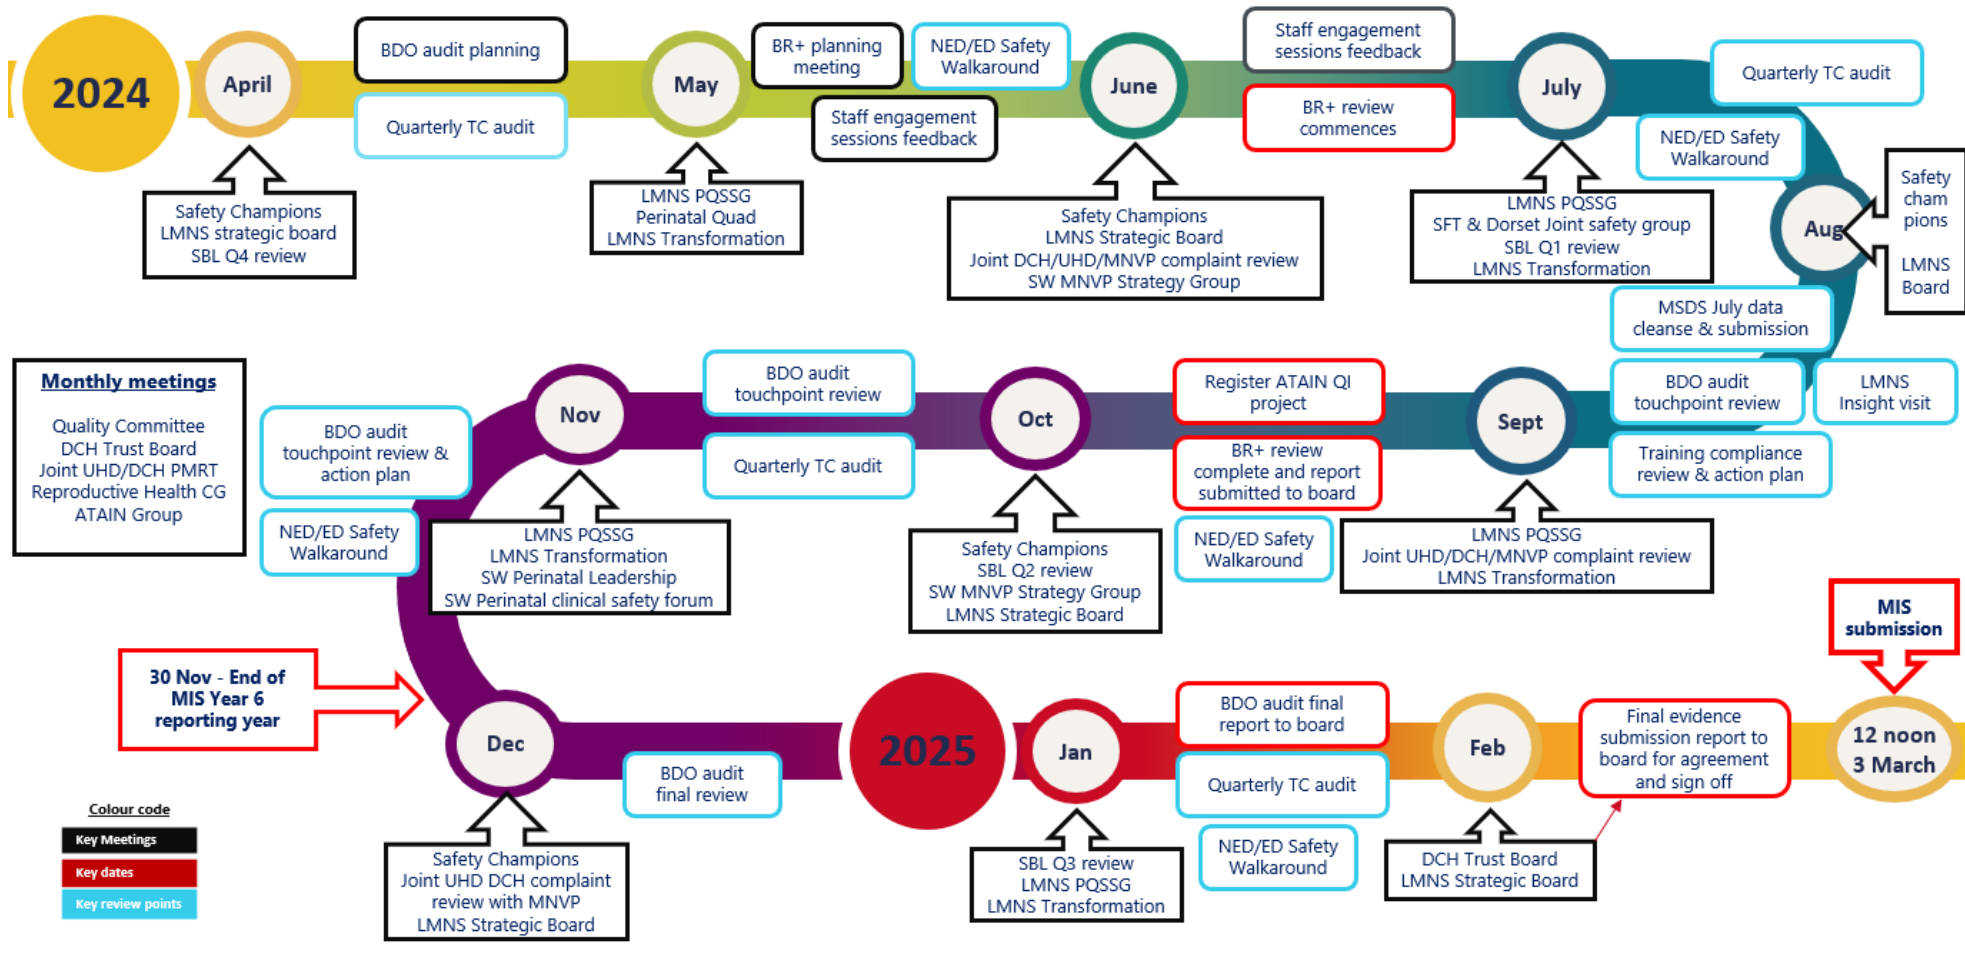 2024
April
BDO audit planning
Quarterly TC audit
May
BR+ planning
meeting
NED/ED Safety
Walkaround
Staff engagement
sessions feedback
June
Staff engagement
sessions feedback
BR+ review
commences
July
Quarterly TC audit
NED/ED Safety
Walkaround
Aug
Safety
cham
pions
LMNS
Board
Safety Champions
LMNS strategic board
SBL Q4 review
LMNS PQSSG
Perinatal Quad
LMNS Transformation
Safety Champions
LMNS Strategic Board
Joint DCH/UHD/MNVP complaint review
SW MNVP Strategy Group
LMNS PQSSG
SFT & Dorset Joint safety group
SBL Q1 review
LMNS Transformation
MSDS July data
cleanse & submission
BDO audit
touchpoint review
LMNS
Insight visit
Training compliance
review & action plan
Sept
LMNS PQSSG
Joint UHD/DCH/MNVP complaint review
LMNS Transformation
Register ATAIN QI
project
BR+ review
complete and report
submitted to board
NED/ED Safety
Walkaround
Oct
Safety Champions
SBL Q2 review
SW MNVP Strategy Group
LMNS Strategic Board
BDO audit
touchpoint review
Quarterly TC audit
Nov
LMNS PQSSG
LMNS Transformation
SW Perinatal Leadership
SW Perinatal clinical safety forum
BDO audit
touchpoint review &
action plan
NED/ED Safety
Walkaround
Monthly meetings
Quality Committee
DCH Trust Board
Joint UHD/DCH PMRT
Reproductive Health CG
ATAIN Group
30 Nov - End of
MIS Year 6
reporting year
Dec
Safety Champions
Joint UHD DCH complaint
review with MNVP
LMNS Strategic Board
BDO audit
final review
2025
Jan
SBL Q3 review
LMNS PQSSG
LMNS Transformation
BDO audit final
report to board
Quarterly TC audit
NED/ED Safety
Walkaround
Feb
DCH Trust Board
LMNS Strategic Board
Final evidence
submission report to
board for agreement
and sign off
MIS
submission
12 noon
3 March
Colour code
Key Meetings
Key dates
Key review points